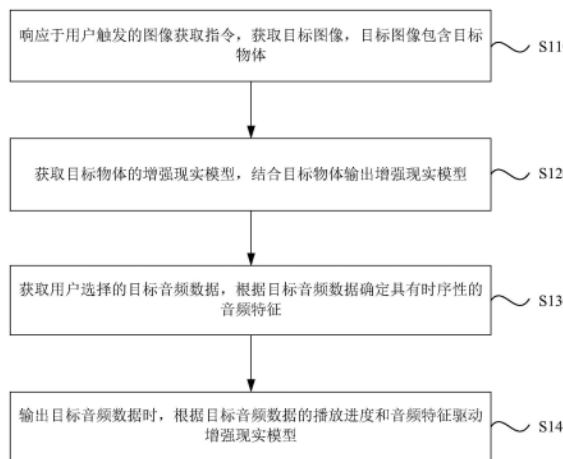 响应于用户触发的图像获取指令，获取目标图像，目标图像包含目标
物体
S11
获取目标物体的增强现实模型，结合目标物体输出增强现实模型
S12
获取用户选择的目标音频数据，根据目标音频数据确定具有时序性的
音频特征
S13
输出目标音频数据时，根据目标音频数据的播放进度和音频特征驱动
增强现实模型
S14